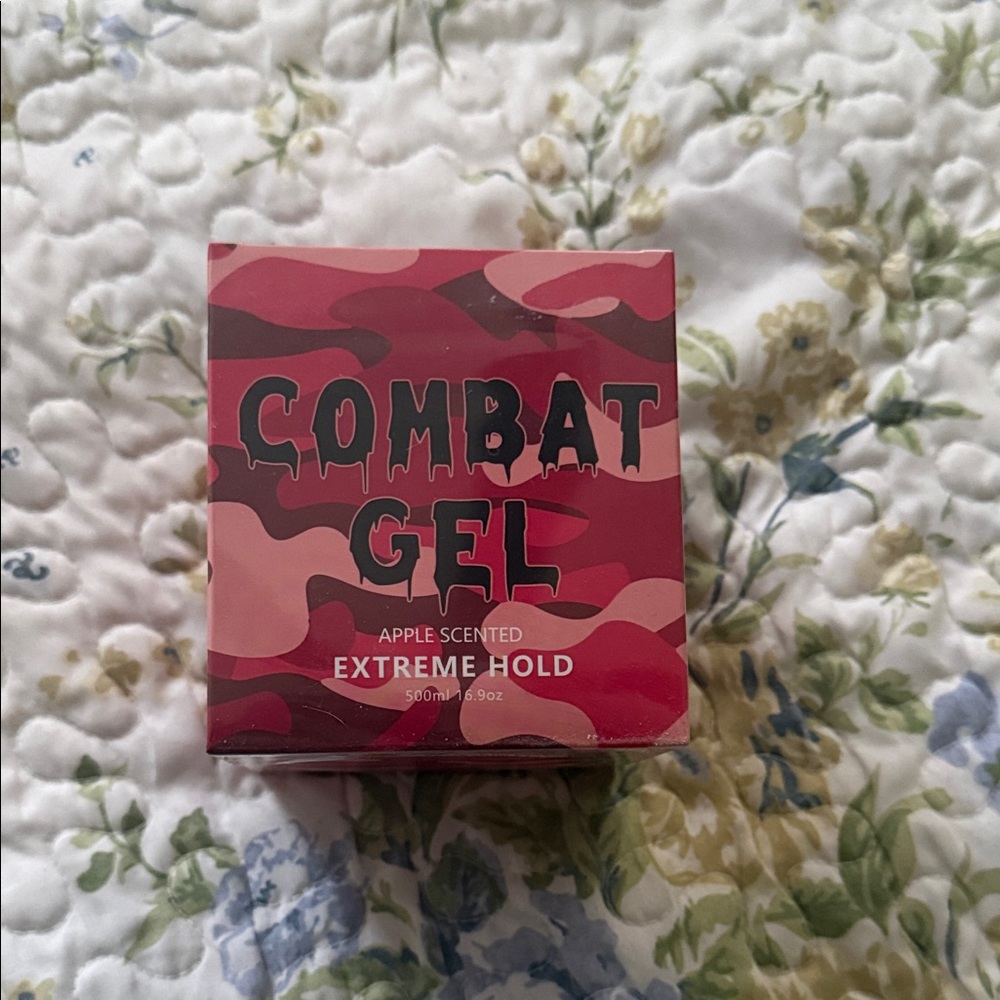 COMBAT
GEL
APPLE SCENTED
EXTREME HOLD
500ml 16.9oz